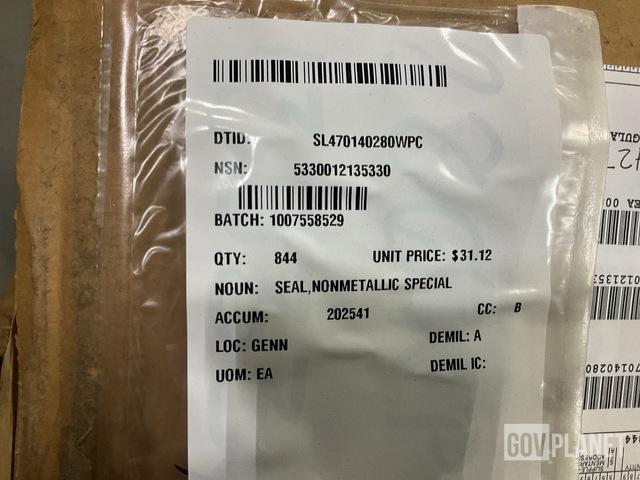 DTID: SL470140280WPC
NSN: 5330012135330
BATCH: 1007558529
QTY: 844 UNIT PRICE: $31.12
NOUN: SEAL,NONMETALLIC SPECIAL
ACCUM: 202541 CC: B
LOC: GENN DEMIL: A
UOM: EA DEMIL IC:
GOVPLANET